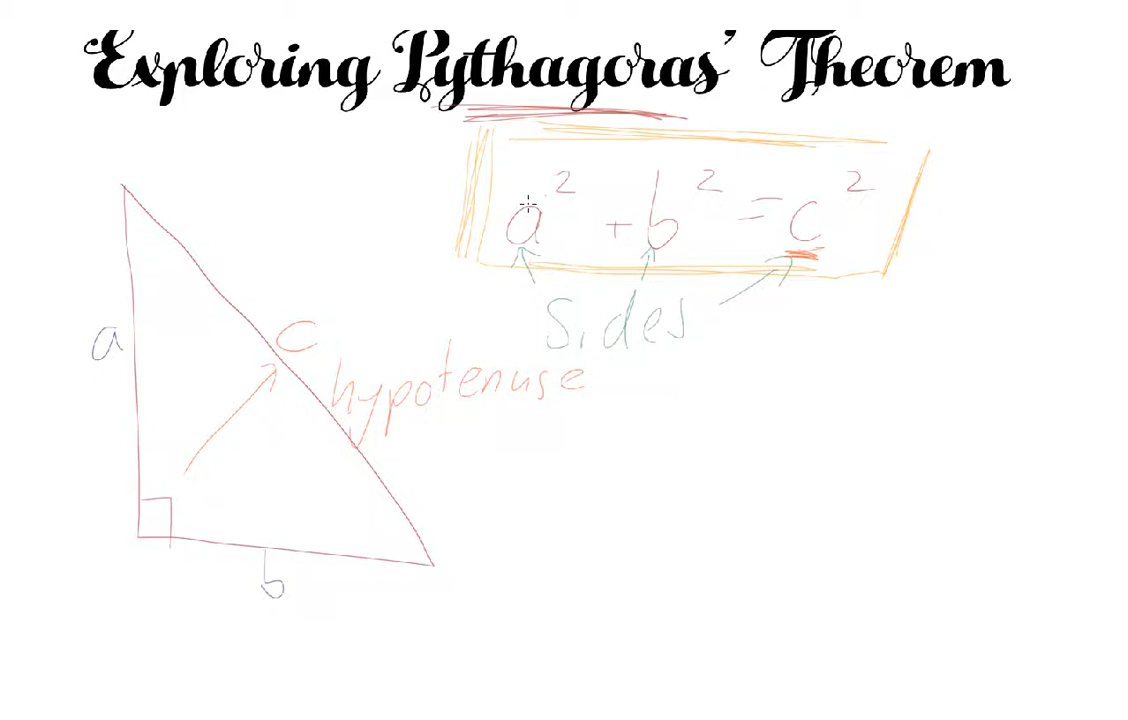 Exploring Pythagoras' Theorem
a² + b² = c²
sides
a
c
hypotenuse
b